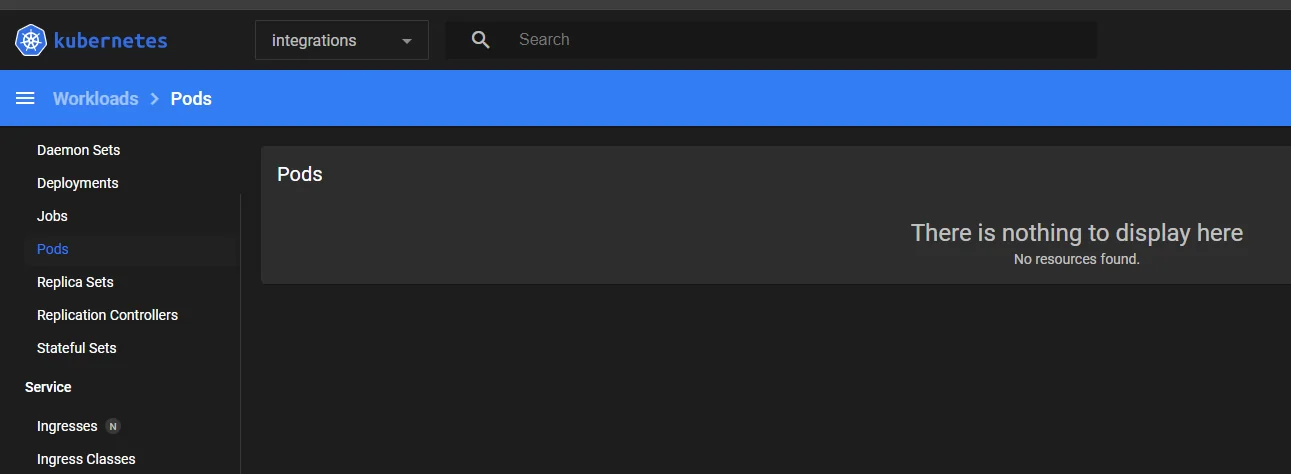 kubernetes
integrations
Search
Workloads > Pods
Daemon Sets
Deployments
Jobs
Pods
Replica Sets
Replication Controllers
Stateful Sets
Service
Ingresses N
Ingress Classes
Pods
There is nothing to display here
No resources found.